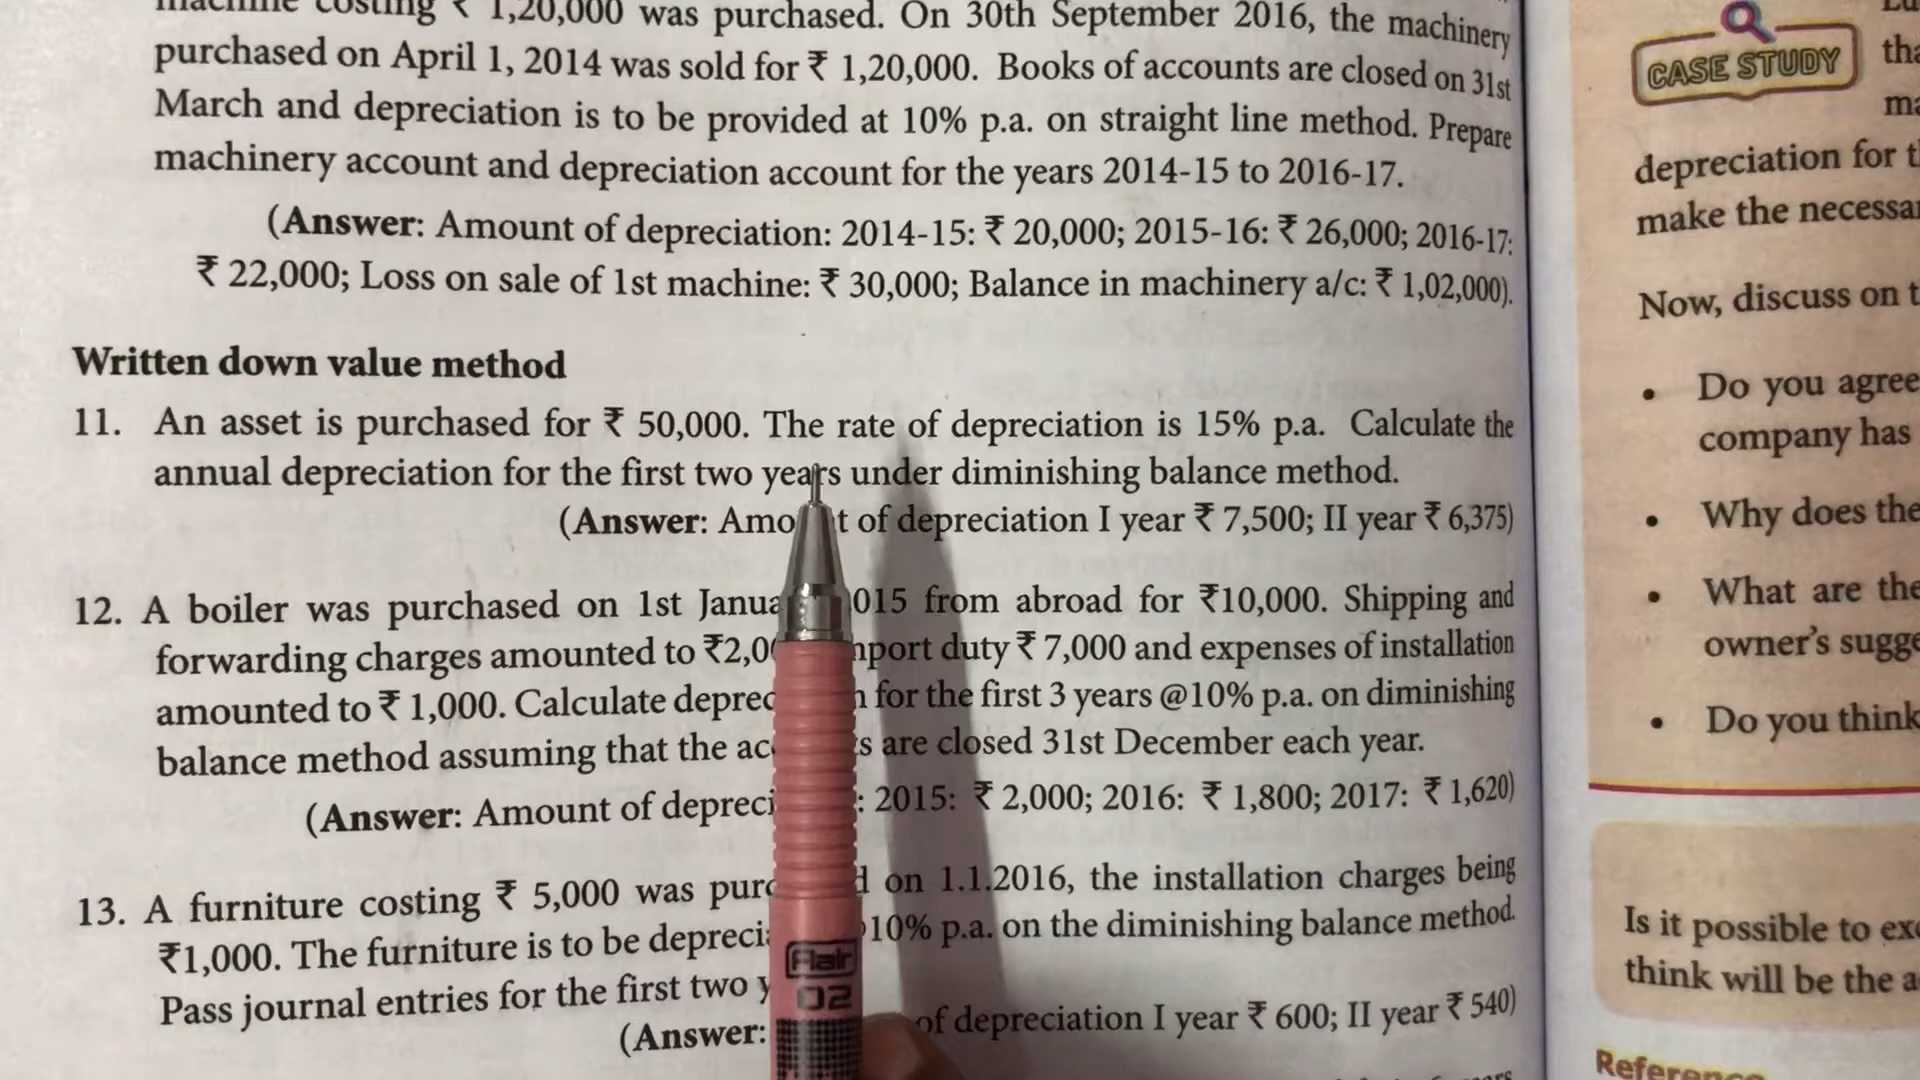 machine costing ₹ 1,20,000 was purchased. On 30th September 2016, the machinery
purchased on April 1, 2014 was sold for ₹ 1,20,000. Books of accounts are closed on 31st
March and depreciation is to be provided at 10% p.a. on straight line method. Prepare
machinery account and depreciation account for the years 2014-15 to 2016-17.
(Answer: Amount of depreciation: 2014-15: ₹ 20,000; 2015-16: ₹ 26,000; 2016-17:
₹ 22,000; Loss on sale of 1st machine: ₹ 30,000; Balance in machinery a/c: ₹ 1,02,000).
Written down value method
11. An asset is purchased for ₹ 50,000. The rate of depreciation is 15% p.a. Calculate the
annual depreciation for the first two years under diminishing balance method.
(Answer: Amo t of depreciation I year ₹ 7,500; II year ₹ 6,375)
12. A boiler was purchased on 1st Janua 015 from abroad for ₹10,000. Shipping and
forwarding charges amounted to ₹2,0 port duty ₹ 7,000 and expenses of installation
amounted to ₹ 1,000. Calculate deprec n for the first 3 years @10% p.a. on diminishing
balance method assuming that the ac s are closed 31st December each year.
(Answer: Amount of depreci : 2015: ₹ 2,000; 2016: ₹ 1,800; 2017: ₹ 1,620)
13. A furniture costing ₹ 5,000 was purc d on 1.1.2016, the installation charges being
₹1,000. The furniture is to be depreci 10% p.a. on the diminishing balance method.
Pass journal entries for the first two y
(Answer: of depreciation I year ₹ 600; II year ₹ 540)
Flair
02
CASE STUDY
tha
ma
depreciation for t
make the necessa
Now, discuss on t
• Do you agree
company has
• Why does the
• What are the
owner's sugge
• Do you think
Is it possible to exc
think will be the a
Reference